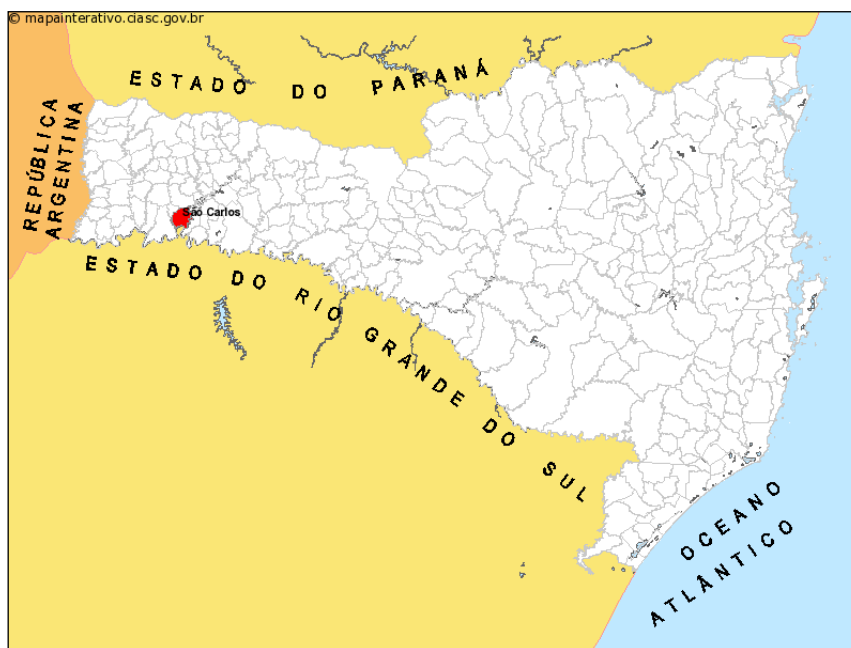 © mapainterativo.ciasc.gov.br
ESTADO DO PARANÁ
REPÚBLICA
ARGENTINA
São Carlos
ESTADO DO RIO GRANDE DO SUL
OCEANO
ATLÂNTICO